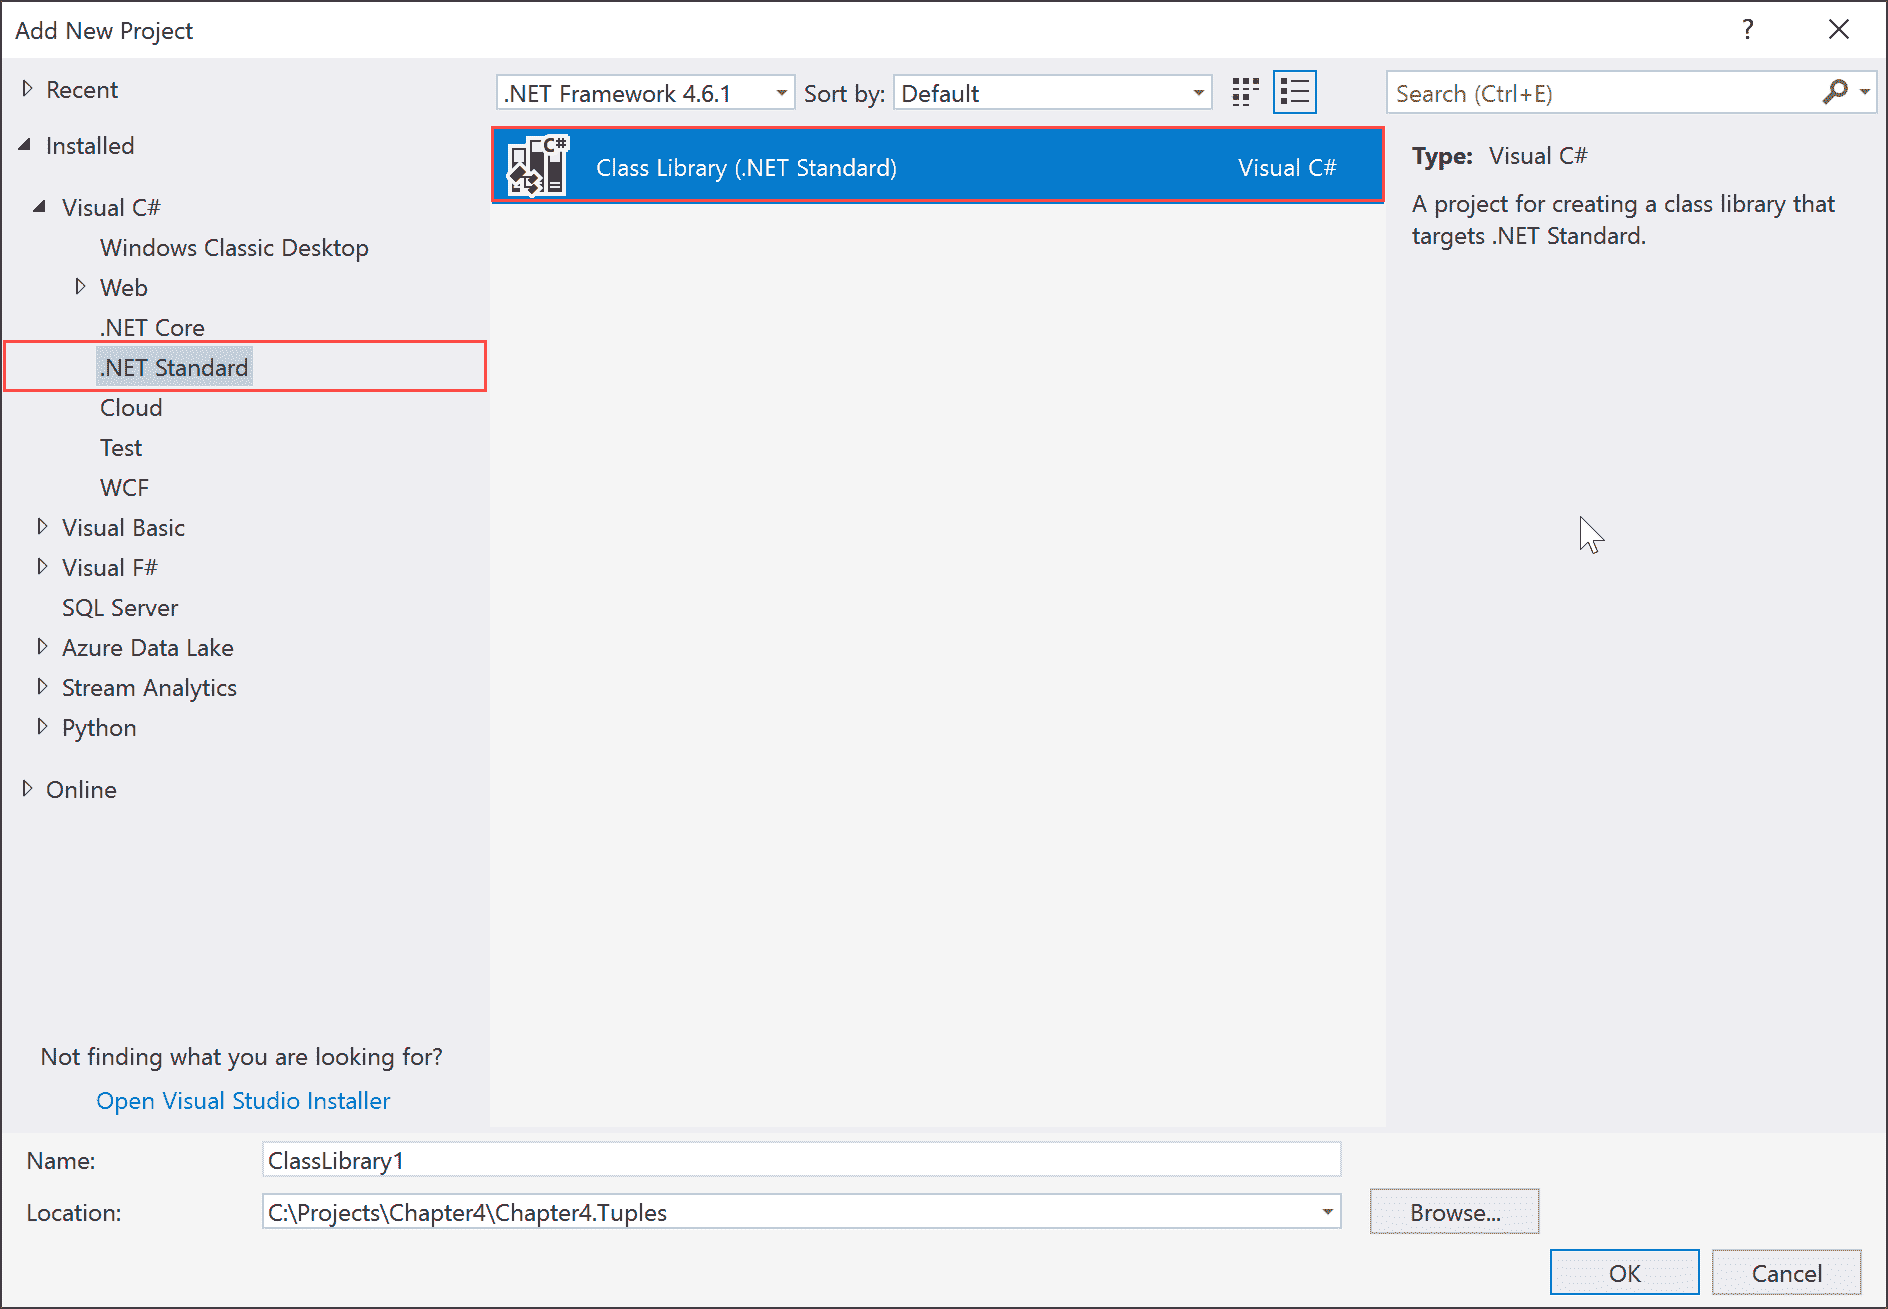 Add New Project
?
Recent
Installed
Visual C#
Windows Classic Desktop
Web
.NET Core
.NET Standard
Cloud
Test
WCF
Visual Basic
Visual F#
SQL Server
Azure Data Lake
Stream Analytics
Python
Online
Not finding what you are looking for?
Open Visual Studio Installer
.NET Framework 4.6.1 Sort by: Default
C#
Class Library (.NET Standard) Visual C#
Search (Ctrl+E)
Type: Visual C#
A project for creating a class library that
targets .NET Standard.
Name: ClassLibrary1
Location: C:\Projects\Chapter4\Chapter4.Tuples Browse...
OK Cancel